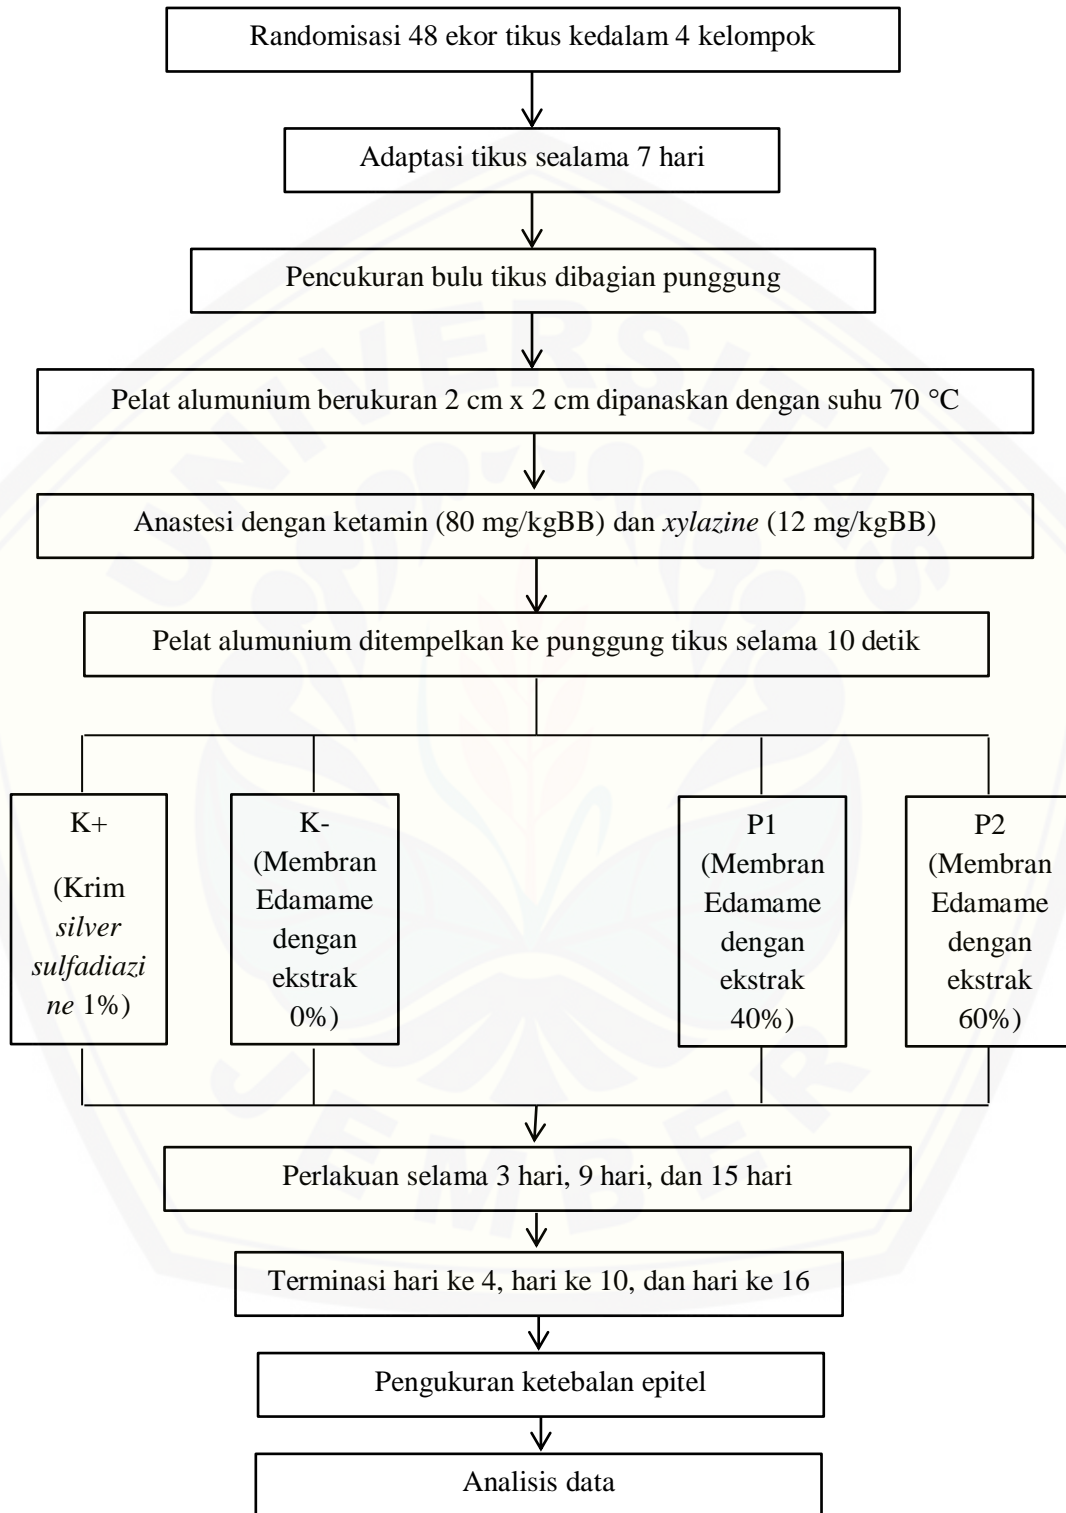 Randomisasi 48 ekor tikus kedalam 4 kelompok
Adaptasi tikus sealama 7 hari
Pencukuran bulu tikus dibagian punggung
Pelat alumunium berukuran 2 cm x 2 cm dipanaskan dengan suhu 70 °C
Anastesi dengan ketamin (80 mg/kgBB) dan xylazine (12 mg/kgBB)
Pelat alumunium ditempelkan ke punggung tikus selama 10 detik
K+
(Krim
silver
sulfadiazi
ne 1%)
K-
(Membran
Edamame
dengan
ekstrak
0%)
P1
(Membran
Edamame
dengan
ekstrak
40%)
P2
(Membran
Edamame
dengan
ekstrak
60%)
Perlakuan selama 3 hari, 9 hari, dan 15 hari
Terminasi hari ke 4, hari ke 10, dan hari ke 16
Pengukuran ketebalan epitel
Analisis data
UNIVERSITAS
JEMBER